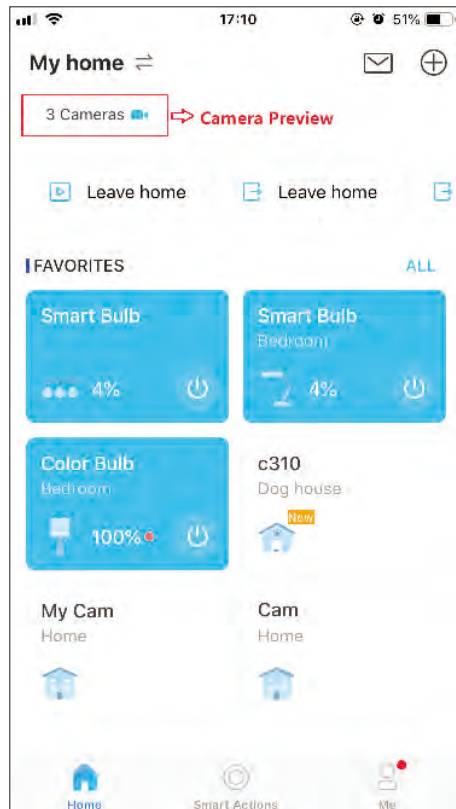 17:10
51%
My home
3 Cameras
Camera Preview
Leave home
Leave home
FAVORITES
ALL
Smart Bulb
4%
Smart Bulb
Bedroom
4%
Color Bulb
Bedroom
100%
c310
Dog house
New
My Cam
Home
Cam
Home
Home
Smart Actions
Me